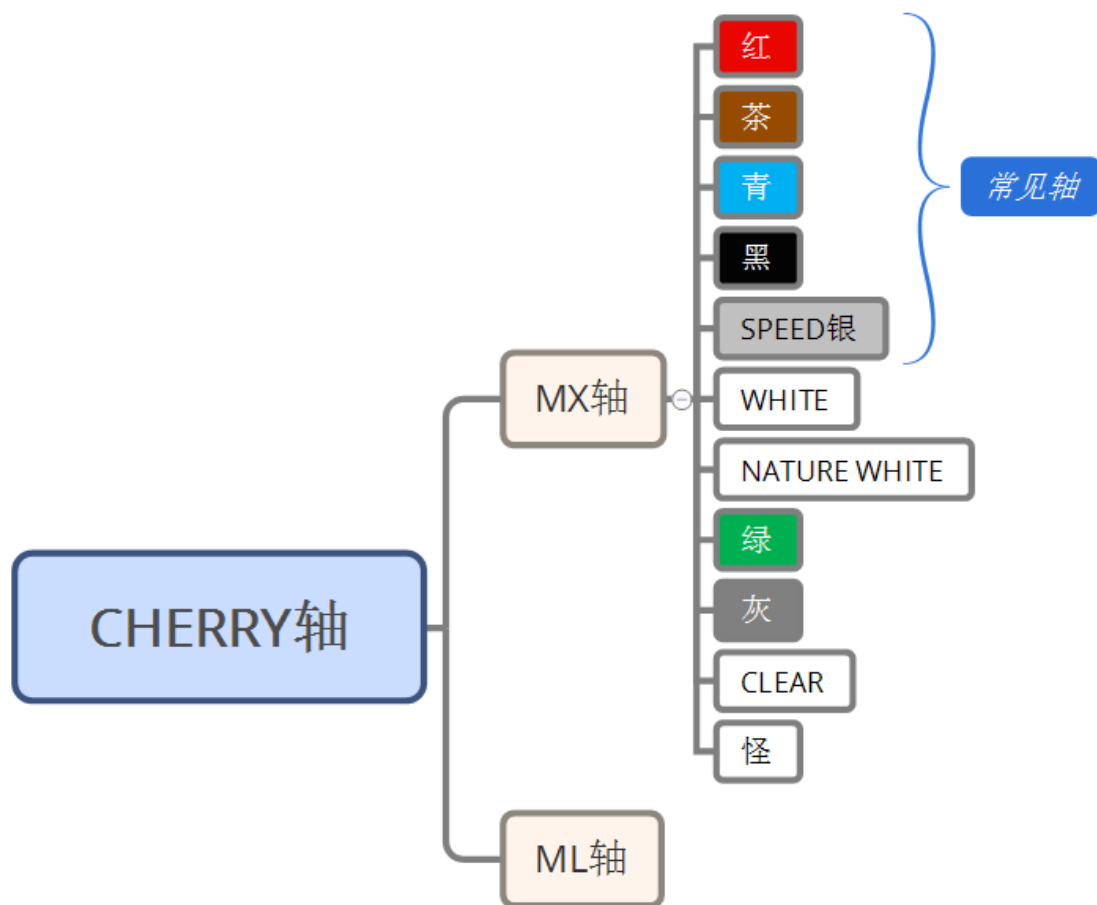 红
茶
青
常见轴
黑
SPEED银
MX轴
WHITE
NATURE WHITE
绿
CHERRY轴
灰
CLEAR
怪
ML轴